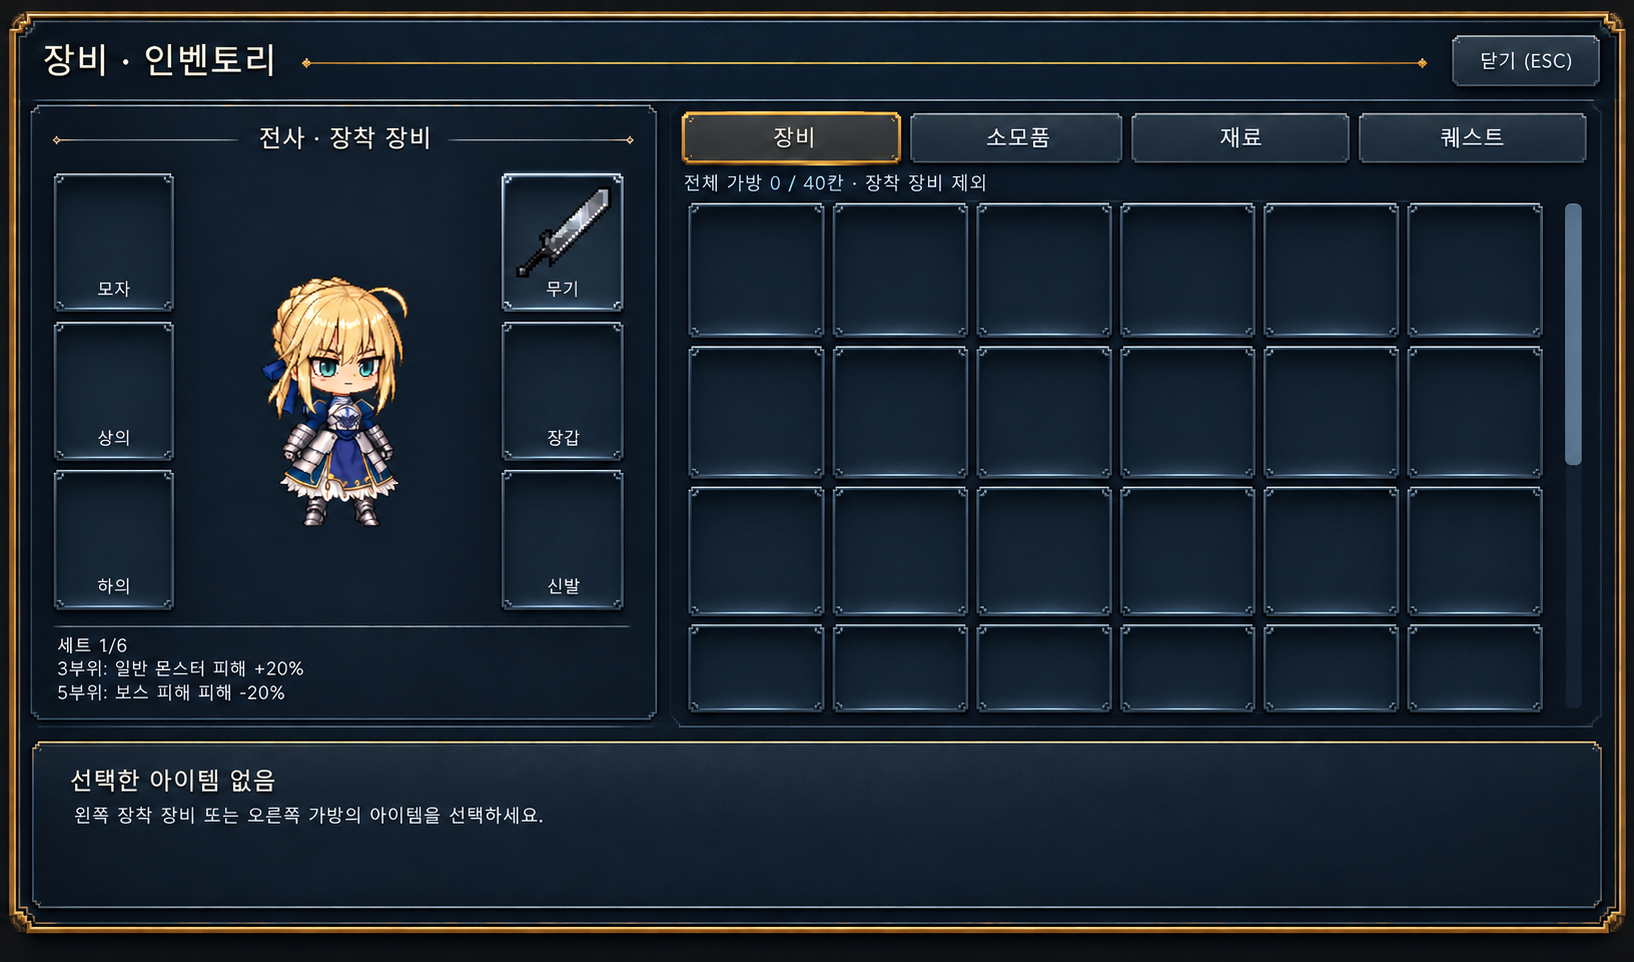 장비 · 인벤토리
닫기 (ESC)
전사 · 장착 장비
모자
상의
하의
무기
장갑
신발
세트 1/6
3부위: 일반 몬스터 피해 +20%
5부위: 보스 피해 피해 -20%
장비
소모품
재료
퀘스트
전체 가방 0 / 40칸 · 장착 장비 제외
선택한 아이템 없음
왼쪽 장착 장비 또는 오른쪽 가방의 아이템을 선택하세요.